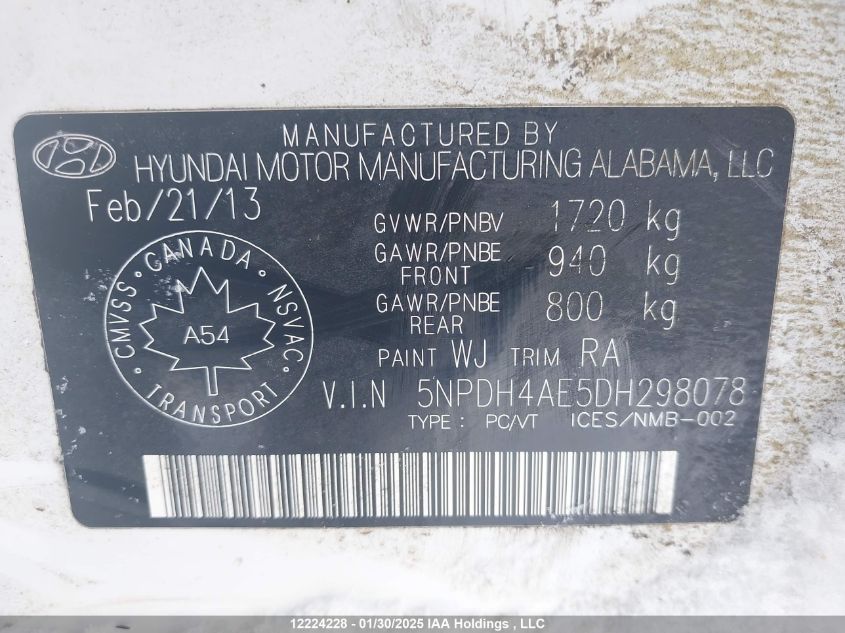 MANUFACTURED BY
HYUNDAI MOTOR MANUFACTURING ALABAMA, LLC
Feb/21/13
GVWR/PNBV 1720 kg
GAWR/PNBE FRONT 940 kg
GAWR/PNBE REAR 800 kg
PAINT WJ TRIM RA
V.I.N 5NPDH4AE5DH298078
TYPE : PC/VT ICES/NMB-002
CMVSS · CANADA · NSVAC
A54
· TRANSPORT ·
12224228 - 01/30/2025 IAA Holdings , LLC